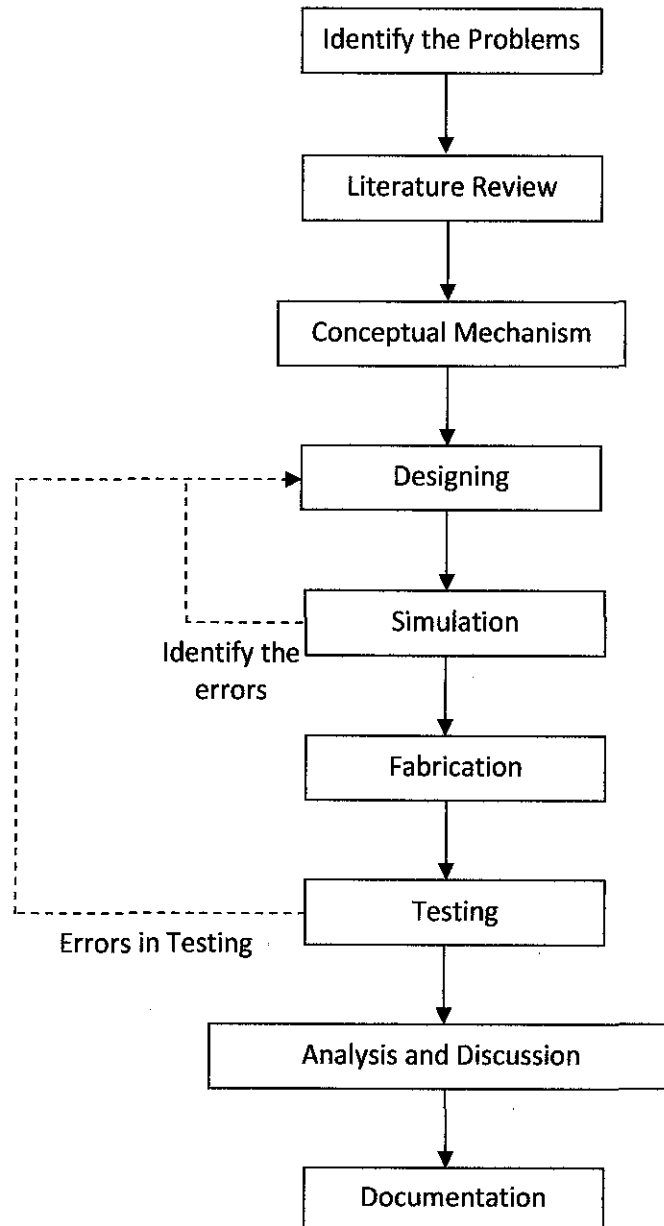 Identify the Problems
Literature Review
Conceptual Mechanism
Designing
Simulation
Identify the
errors
Fabrication
Testing
Errors in Testing
Analysis and Discussion
Documentation